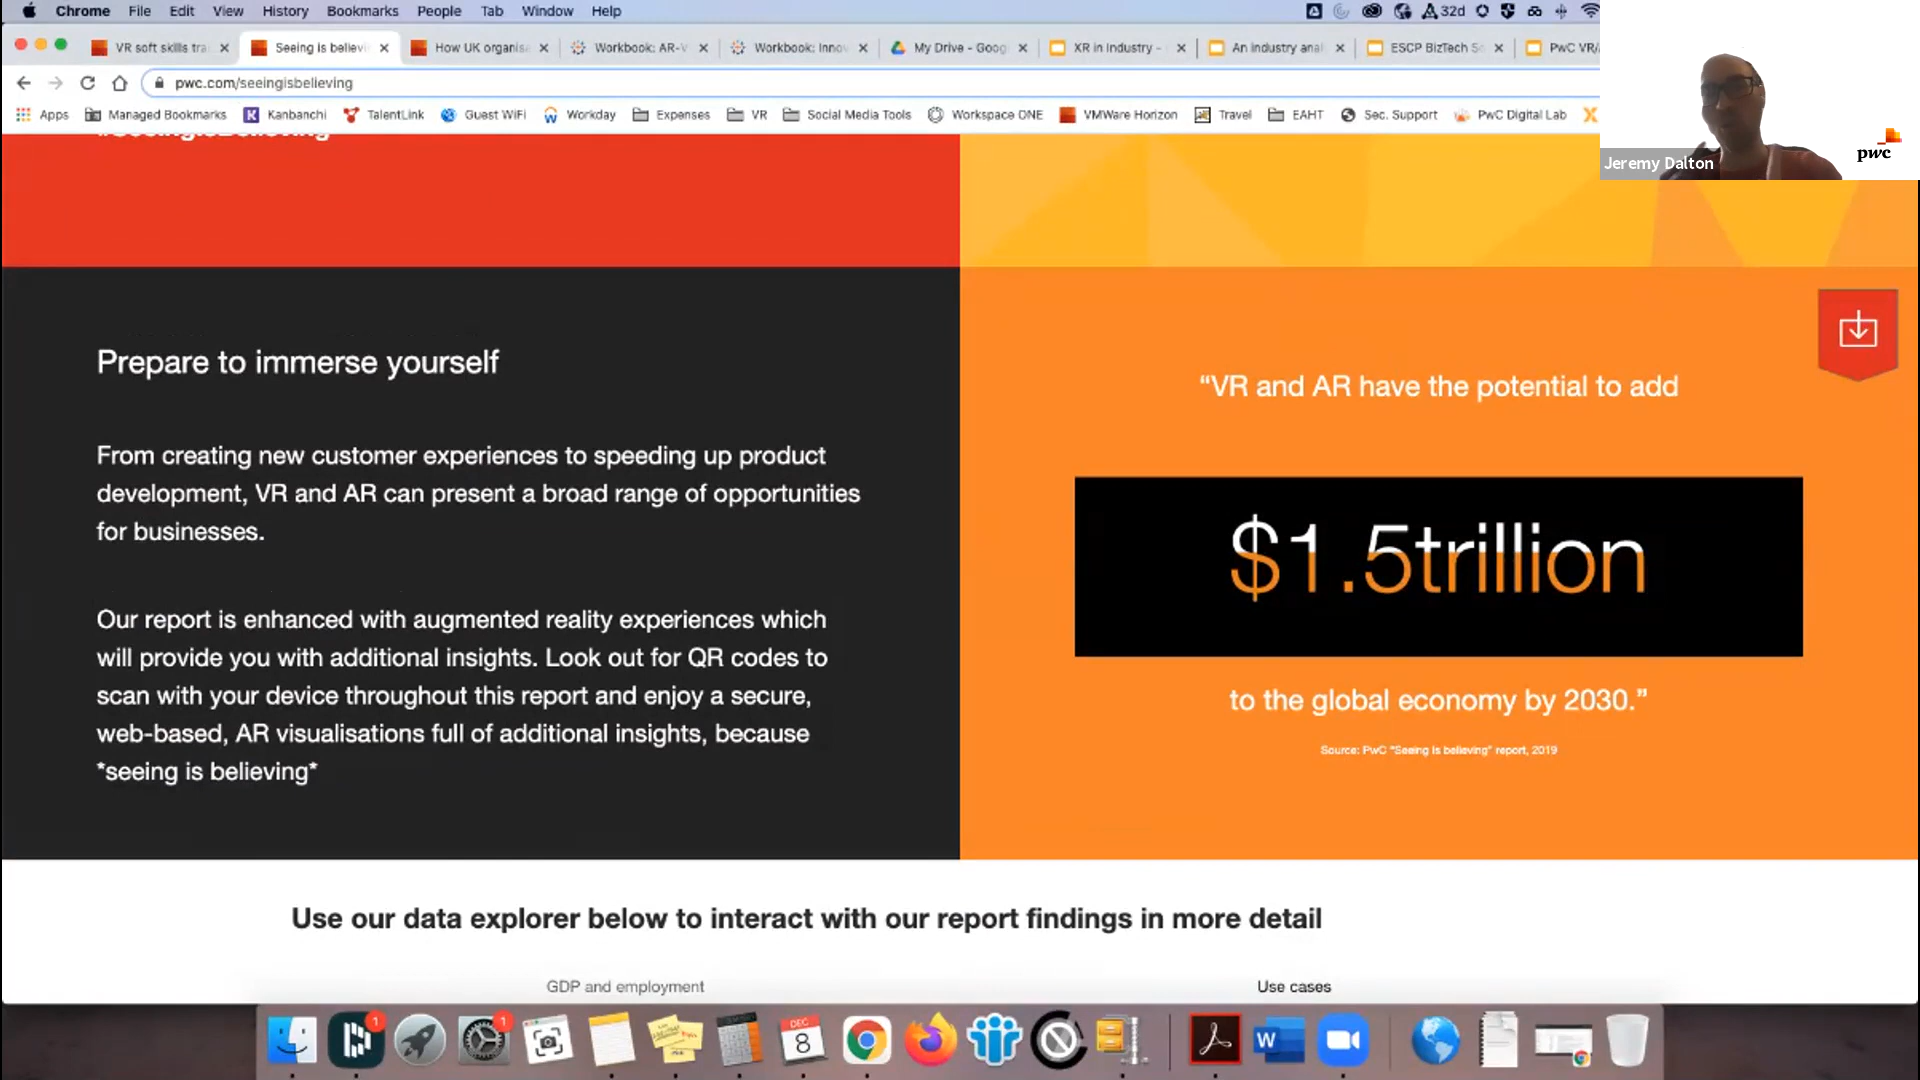 Chrome File Edit View History Bookmarks People Tab Window Help
32d
VR soft skills tra
Seeing is believi
How UK organisa
Workbook: AR-V
Workbook: Innov
My Drive - Goog
XR in Industry -
An industry anal
ESCP BizTech S
PwC VR/
pwc.com/seeingisbelieving
Apps Managed Bookmarks Kanbanchi TalentLink Guest WiFi Workday Expenses VR Social Media Tools Workspace ONE VMWare Horizon Travel EAHT Sec. Support PwC Digital Lab
Jeremy Dalton
pwc
#SeeingIsBelieving
Prepare to immerse yourself
From creating new customer experiences to speeding up product
development, VR and AR can present a broad range of opportunities
for businesses.
Our report is enhanced with augmented reality experiences which
will provide you with additional insights. Look out for QR codes to
scan with your device throughout this report and enjoy a secure,
web-based, AR visualisations full of additional insights, because
*seeing is believing*
“VR and AR have the potential to add
$1.5trillion
to the global economy by 2030.”
Source: PwC “Seeing is believing” report, 2019
Use our data explorer below to interact with our report findings in more detail
GDP and employment
Use cases
1
1
DEC
8
W